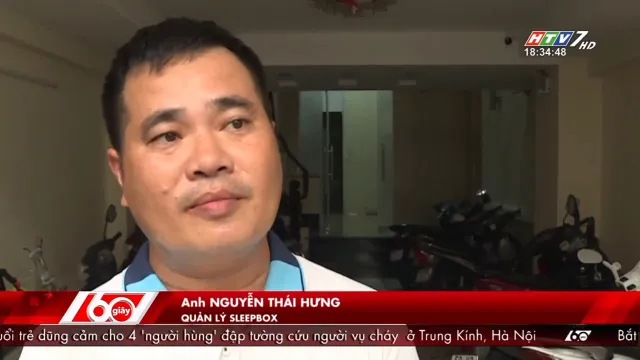 HTV7 HD
18:34:48
60 giây
Anh NGUYỄN THÁI HƯNG
QUẢN LÝ SLEEPBOX
uổi trẻ dũng cảm cho 4 'người hùng' đập tường cứu người vụ cháy ở Trung Kính, Hà Nội 60 Bắt